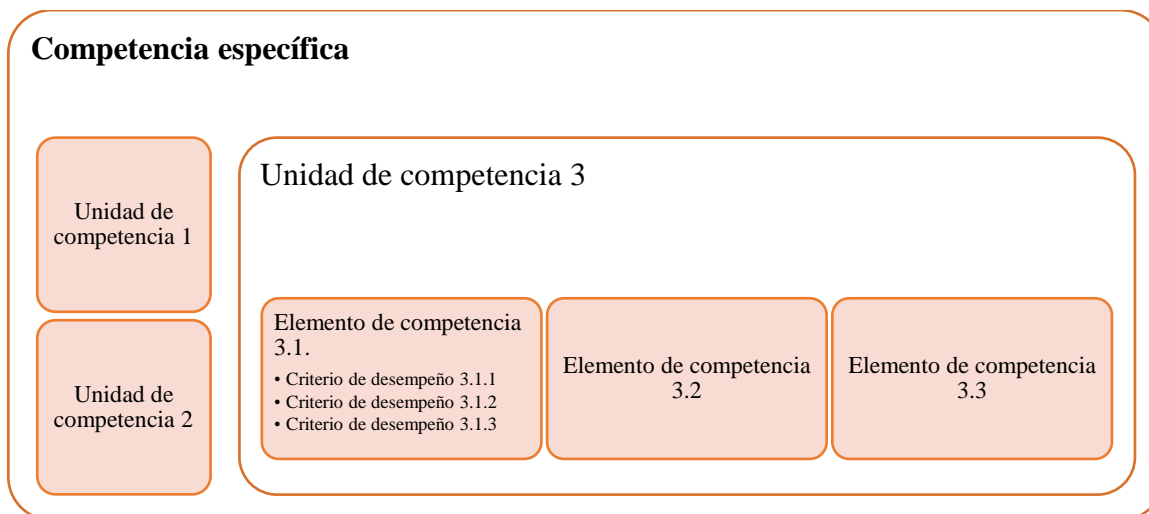 Competencia específica
Unidad de
competencia 1
Unidad de
competencia 2
Unidad de competencia 3
Elemento de competencia
3.1.
• Criterio de desempeño 3.1.1
• Criterio de desempeño 3.1.2
• Criterio de desempeño 3.1.3
Elemento de competencia
3.2
Elemento de competencia
3.3